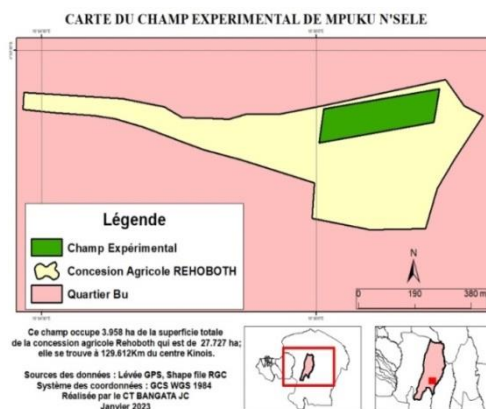 CARTE DU CHAMP EXPERIMENTAL DE MPUKU N'SELE
Légende
Champ Expérimental
Concesion Agricole REHOBOTH
Quartier Bu
N
0 190 380 m
Ce champ occupe 3.958 ha de la superficie totale
de la concession agricole Rehoboth qui est de 27.727 ha;
elle se trouve à 129.612Km du centre Kinois.
Sources des données : Lévée GPS, Shape file RGC
Système des coordonnées : GCS WGS 1984
Réalisée par le CT BANGATA JC
Janvier 2023